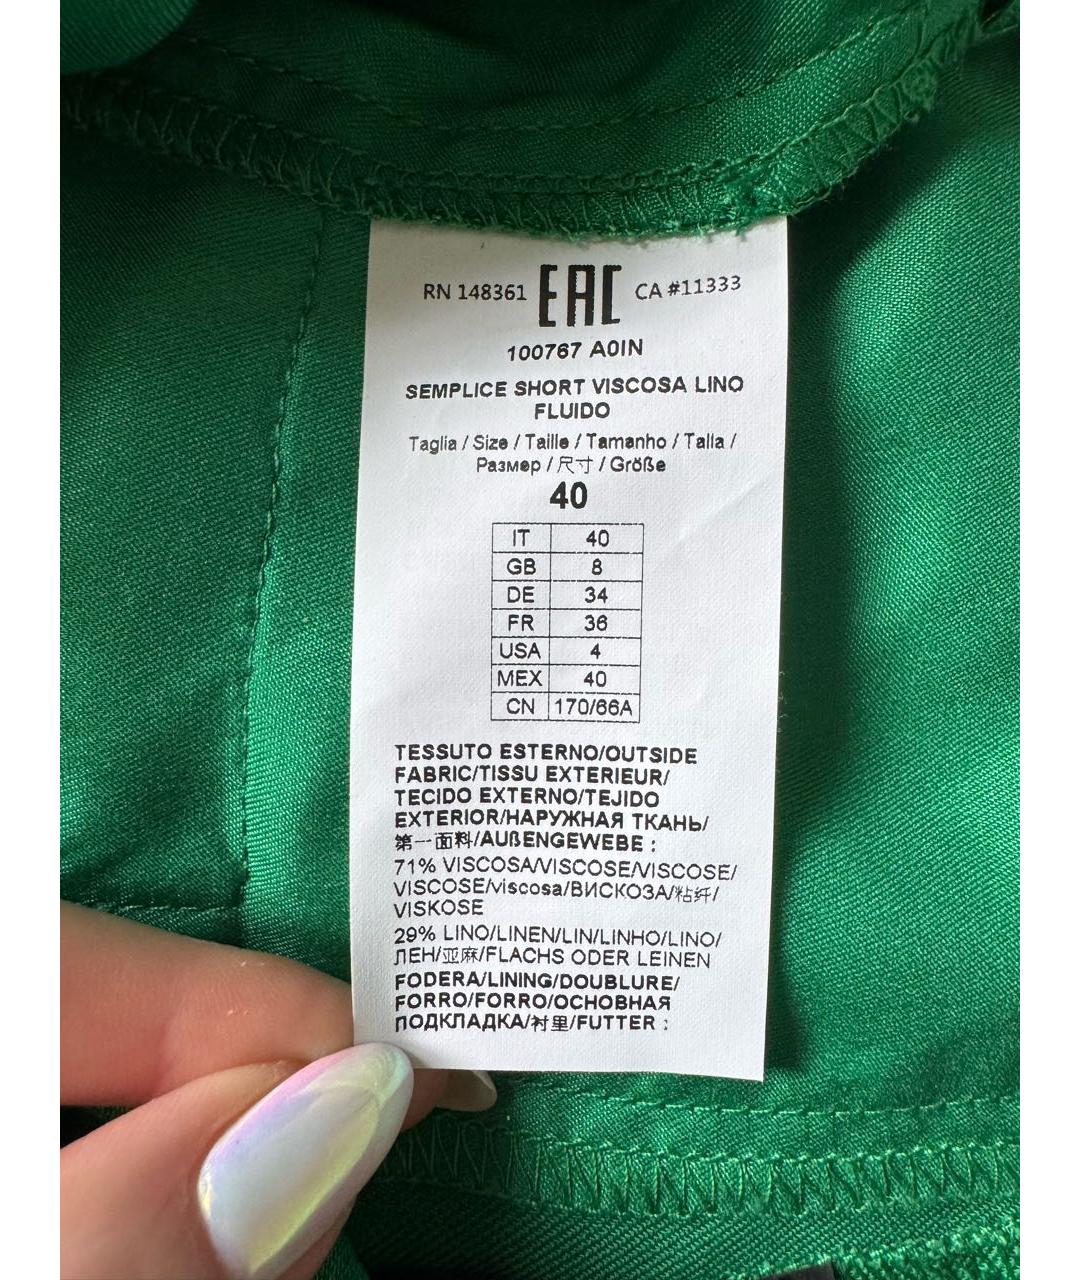 RN 148361 EAC CA #11333
100767 A0IN
SEMPLICE SHORT VISCOSA LINO
FLUIDO
Taglia / Size / Taille / Tamanho / Talla /
Размер / 尺寸 / Größe
40
IT 40
GB 8
DE 34
FR 36
USA 4
MEX 40
CN 170/66A
TESSUTO ESTERNO/OUTSIDE
FABRIC/TISSU EXTERIEUR/
TECIDO EXTERNO/TEJIDO
EXTERIOR/НАРУЖНАЯ ТКАНЬ/
第一面料/AUßENGEWEBE :
71% VISCOSA/VISCOSE/VISCOSE/
VISCOSE/viscosa/ВИСКОЗА/粘纤/
VISKOSE
29% LINO/LINEN/LIN/LINHO/LINO/
ЛЕН/亚麻/FLACHS ODER LEINEN
FODERA/LINING/DOUBLURE/
FORRO/FORRO/ОСНОВНАЯ
ПОДКЛАДКА/衬里/FUTTER :